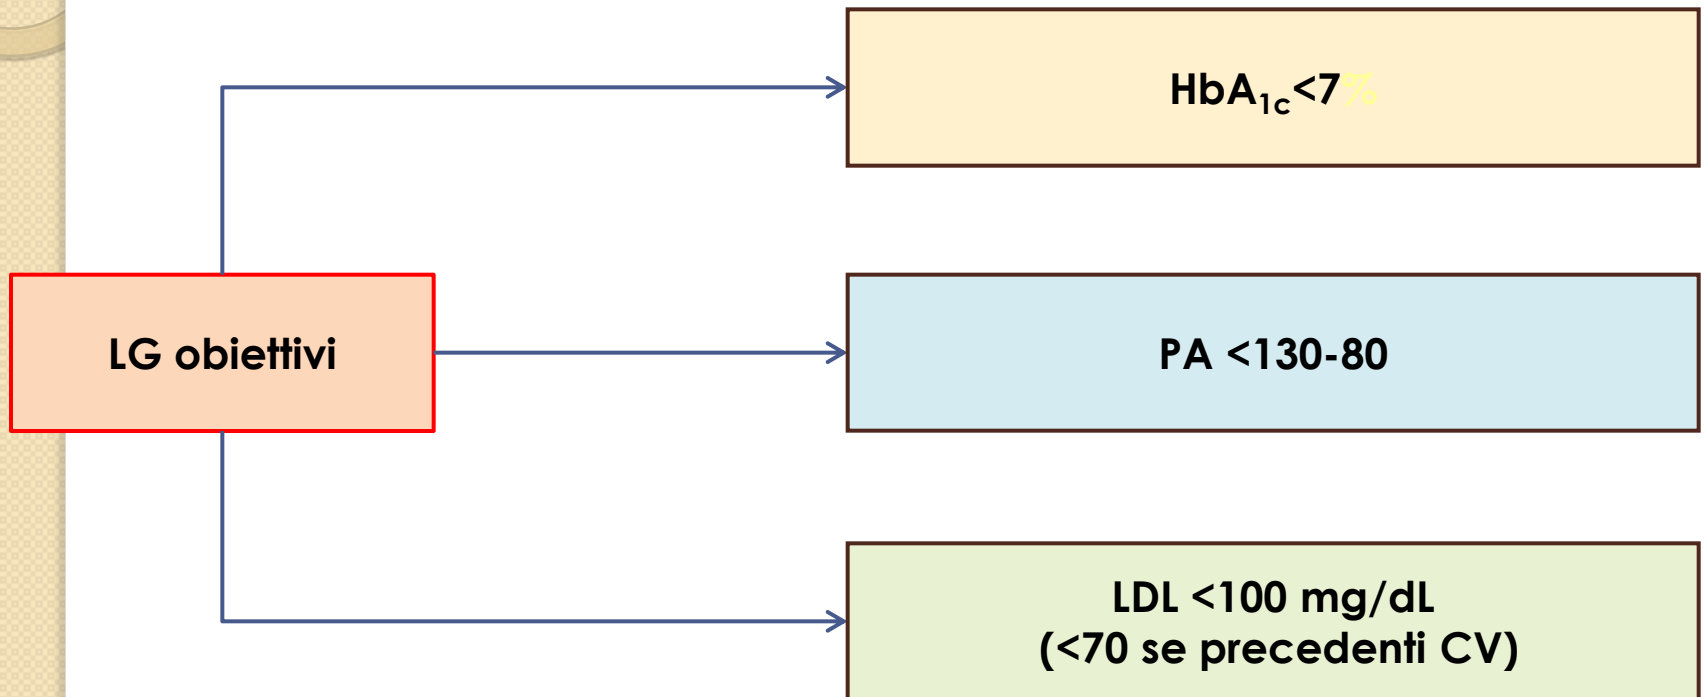 HbA1c<7%
LG obiettivi
PA <130-80
LDL <100 mg/dL
(<70 se precedenti CV)